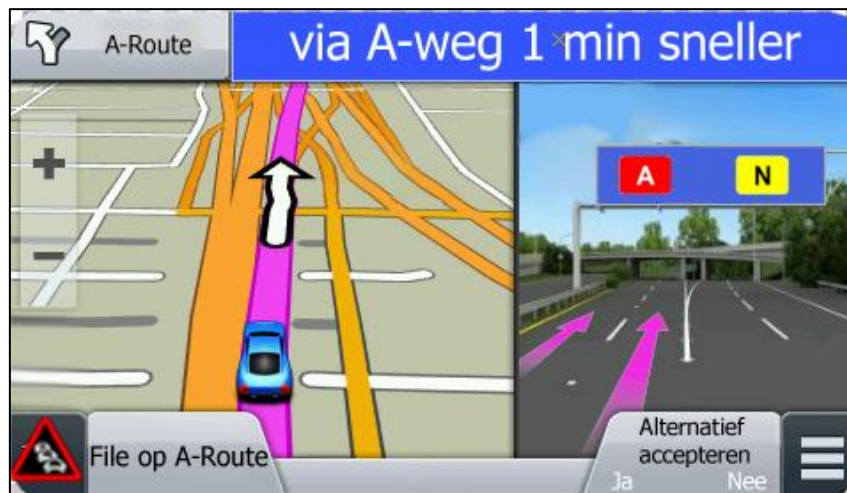 A-Route
via A-weg 1 min sneller
+
A
N
-
File op A-Route
Alternatief
accepteren
Ja Nee